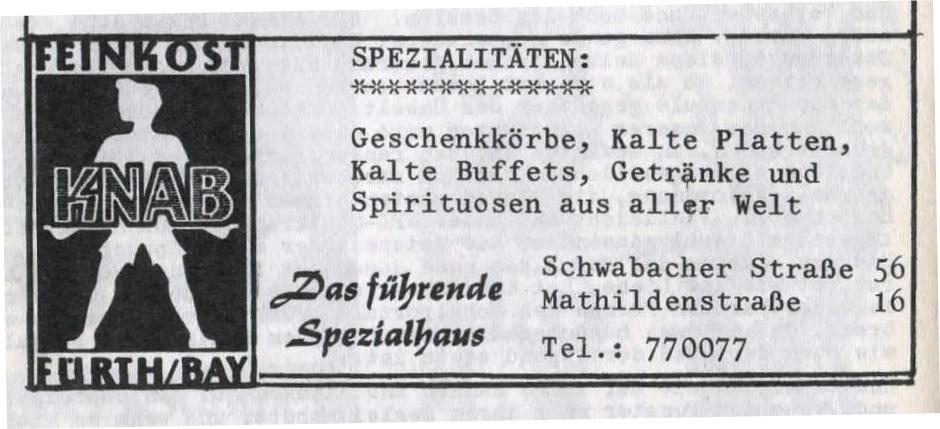 FEINKOST
KNAB
FÜRTH/BAY
SPEZIALITÄTEN:
****************
Geschenkkörbe, Kalte Platten,
Kalte Buffets, Getränke und
Spirituosen aus aller Welt
Das führende
Spezialhaus
Schwabacher Straße 56
Mathildenstraße 16
Tel.: 770077